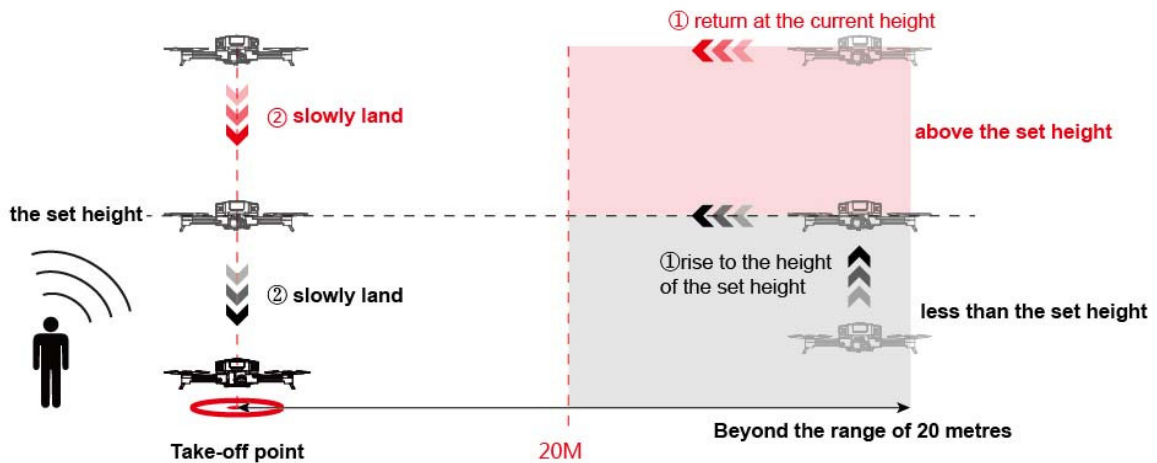 ① return at the current height
② slowly land
above the set height
the set height
①rise to the height
of the set height
② slowly land
less than the set height
Beyond the range of 20 metres
Take-off point
20M